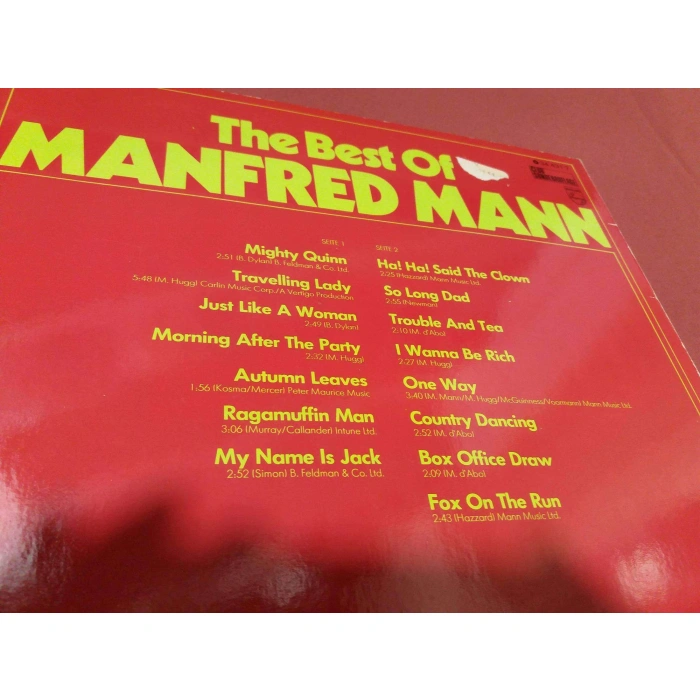 The Best Of
MANFRED MANN
SEITE 1
Mighty Quinn
2:51 (B. Dylan) B. Feldman & Co. Ltd.
Travelling Lady
5:48 (M. Hugg) Carlin Music Corp./A Vertigo Production
Just Like A Woman
2:49 (B. Dylan)
Morning After The Party
2:32 (M. Hugg)
Autumn Leaves
1:56 (Kosma/Mercer) Peter Maurice Music
Ragamuffin Man
3:06 (Murray/Callander) Intune Ltd.
My Name Is Jack
2:52 (Simon) B. Feldman & Co. Ltd.
SEITE 2
Ha! Ha! Said The Clown
2:25 (Hazzard) Mann Music Ltd.
So Long Dad
2:55 (Newman)
Trouble And Tea
2:10 (M. d'Abo)
I Wanna Be Rich
2:27 (M. Hugg)
One Way
3:40 (M. Mann/M. Hugg/McGuinness/Voormann) Mann Music Ltd.
Country Dancing
2:52 (M. d'Abo)
Box Office Draw
2:09 (M. d'Abo)
Fox On The Run
2:43 (Hazzard) Mann Music Ltd.